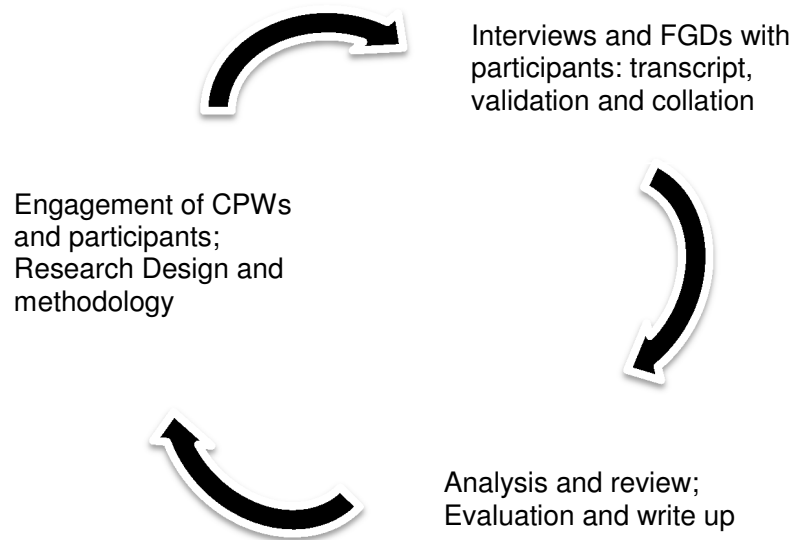 Interviews and FGDs with
participants: transcript,
validation and collation
Engagement of CPWs
and participants;
Research Design and
methodology
Analysis and review;
Evaluation and write up